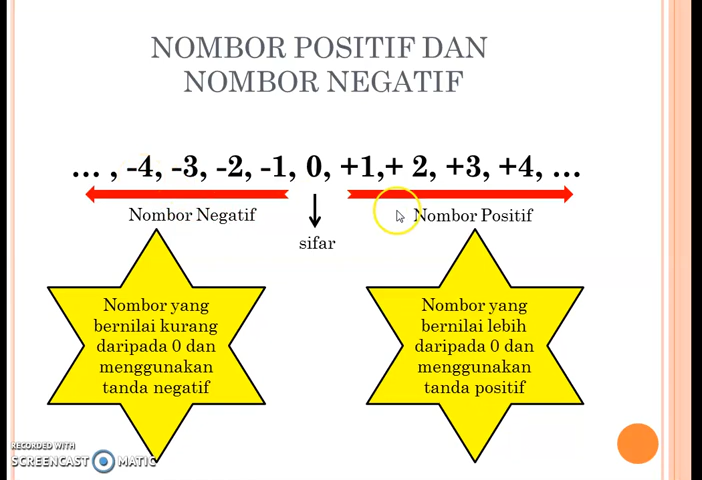 NOMBOR POSITIF DAN
NOMBOR NEGATIF
... , -4, -3, -2, -1, 0, +1,+ 2, +3, +4, ...
Nombor Negatif
Nombor Positif
sifar
Nombor yang
bernilai kurang
daripada 0 dan
menggunakan
tanda negatif
Nombor yang
bernilai lebih
daripada 0 dan
menggunakan
tanda positif
RECORDED WITH
SCREENCAST MATIC